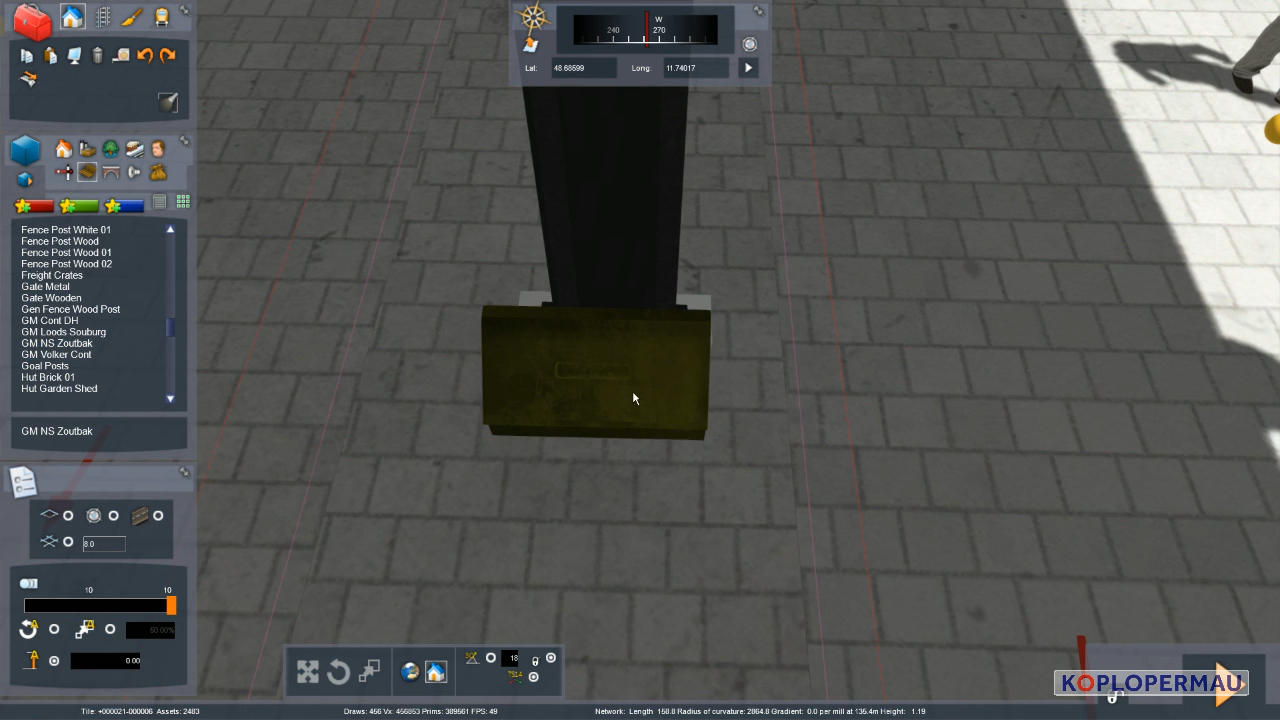 W
240 270
Lat: 48.68599 Long: 11.74017
Fence Post White 01
Fence Post Wood
Fence Post Wood 01
Fence Post Wood 02
Freight Crates
Gate Metal
Gate Wooden
Gen Fence Wood Post
GM Cont DH
GM Loods Souburg
GM NS Zoutbak
GM Volker Cont
Goal Posts
Hut Brick 01
Hut Garden Shed
GM NS Zoutbak
8.0
10 10
50.00%
0.00
18
KOPLOPERMAU
Tile: +000021-000006 Assets: 2483 Draws: 456 Vx: 456853 Prims: 389561 FPS: 49 Network: Length 158.8 Radius of curvature: 2864.8 Gradient: 0.0 per mil at 135.4m Height: 1.19